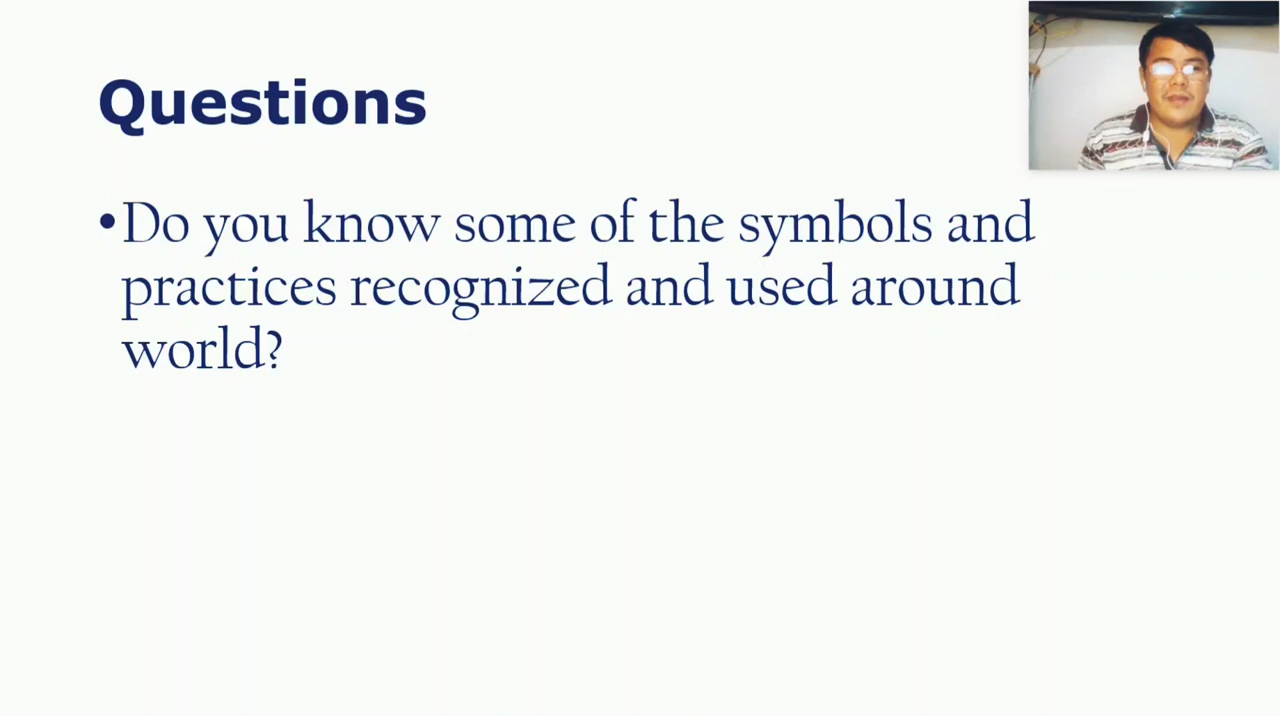 Questions
•Do you know some of the symbols and
practices recognized and used around
world?